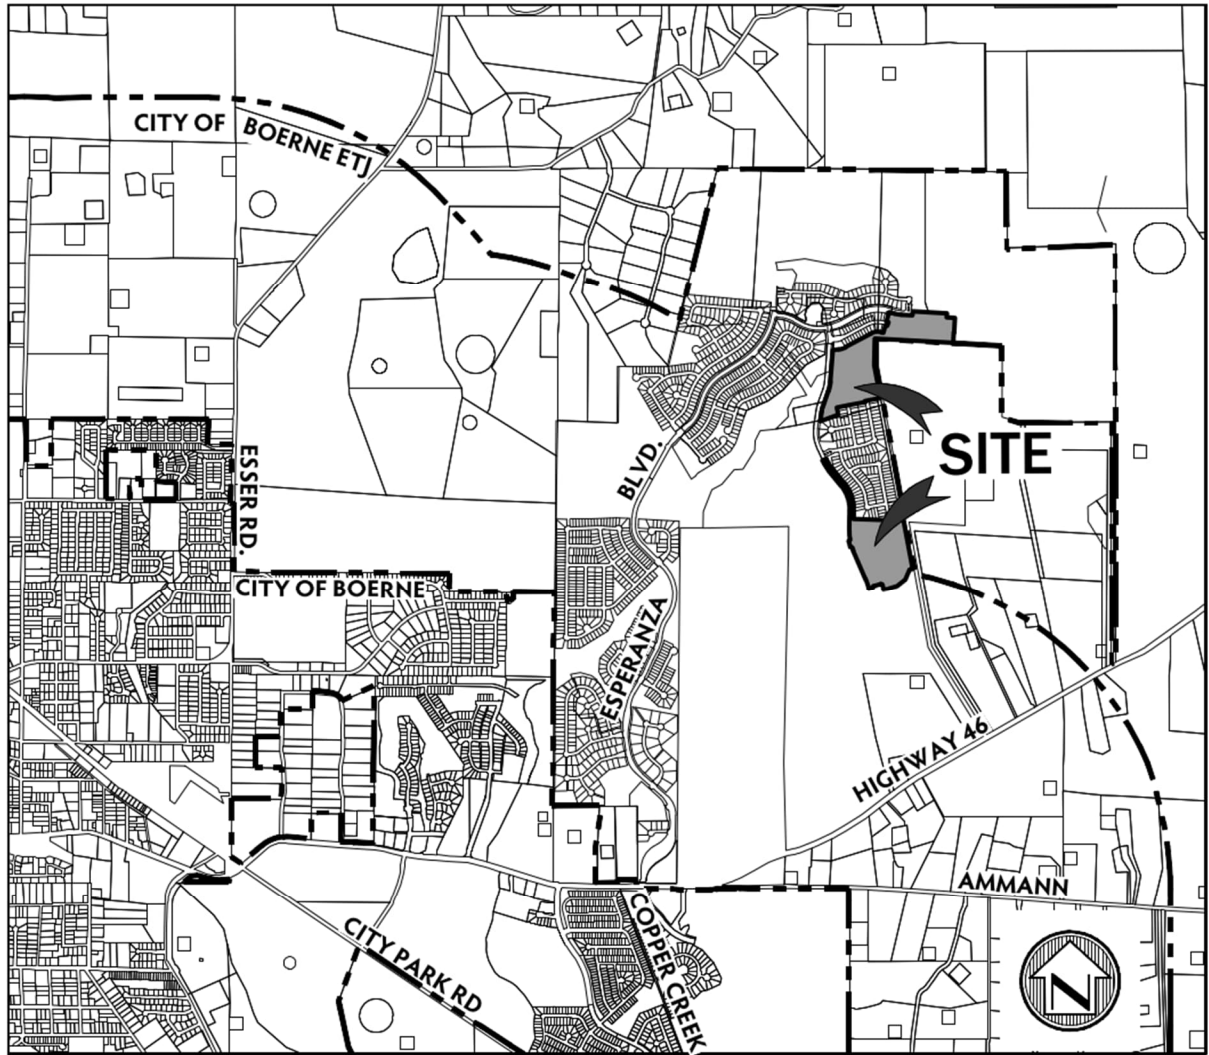 CITY OF BOERNE ETJ
SITE
ESSER RD.
BLVD.
CITY OF BOERNE
ESPERANZA
HIGHWAY 46
AMMANN
COPPER CREEK
CITY PARK RD
N